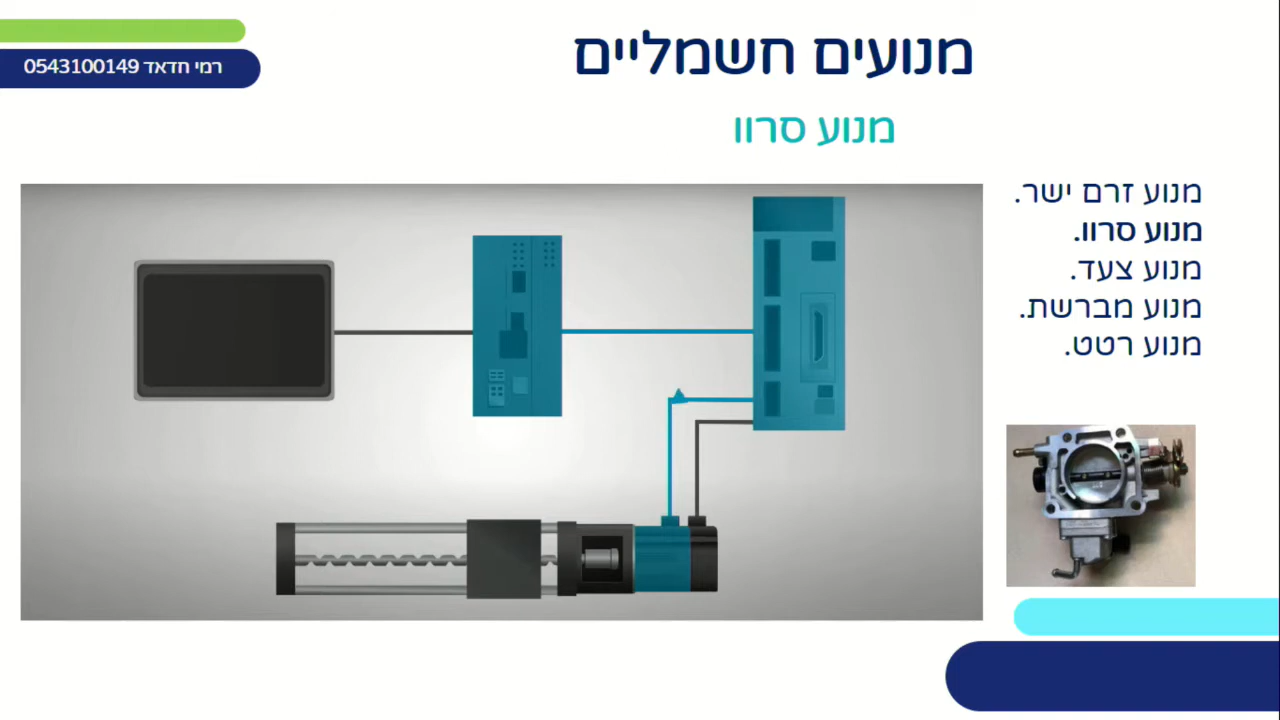 רמי חדאד 0543100149
מנועים חשמליים
מנוע סרוו
מנוע זרם ישר.
מנוע סרוו.
מנוע צעד.
מנוע מברשת.
מנוע רטט.